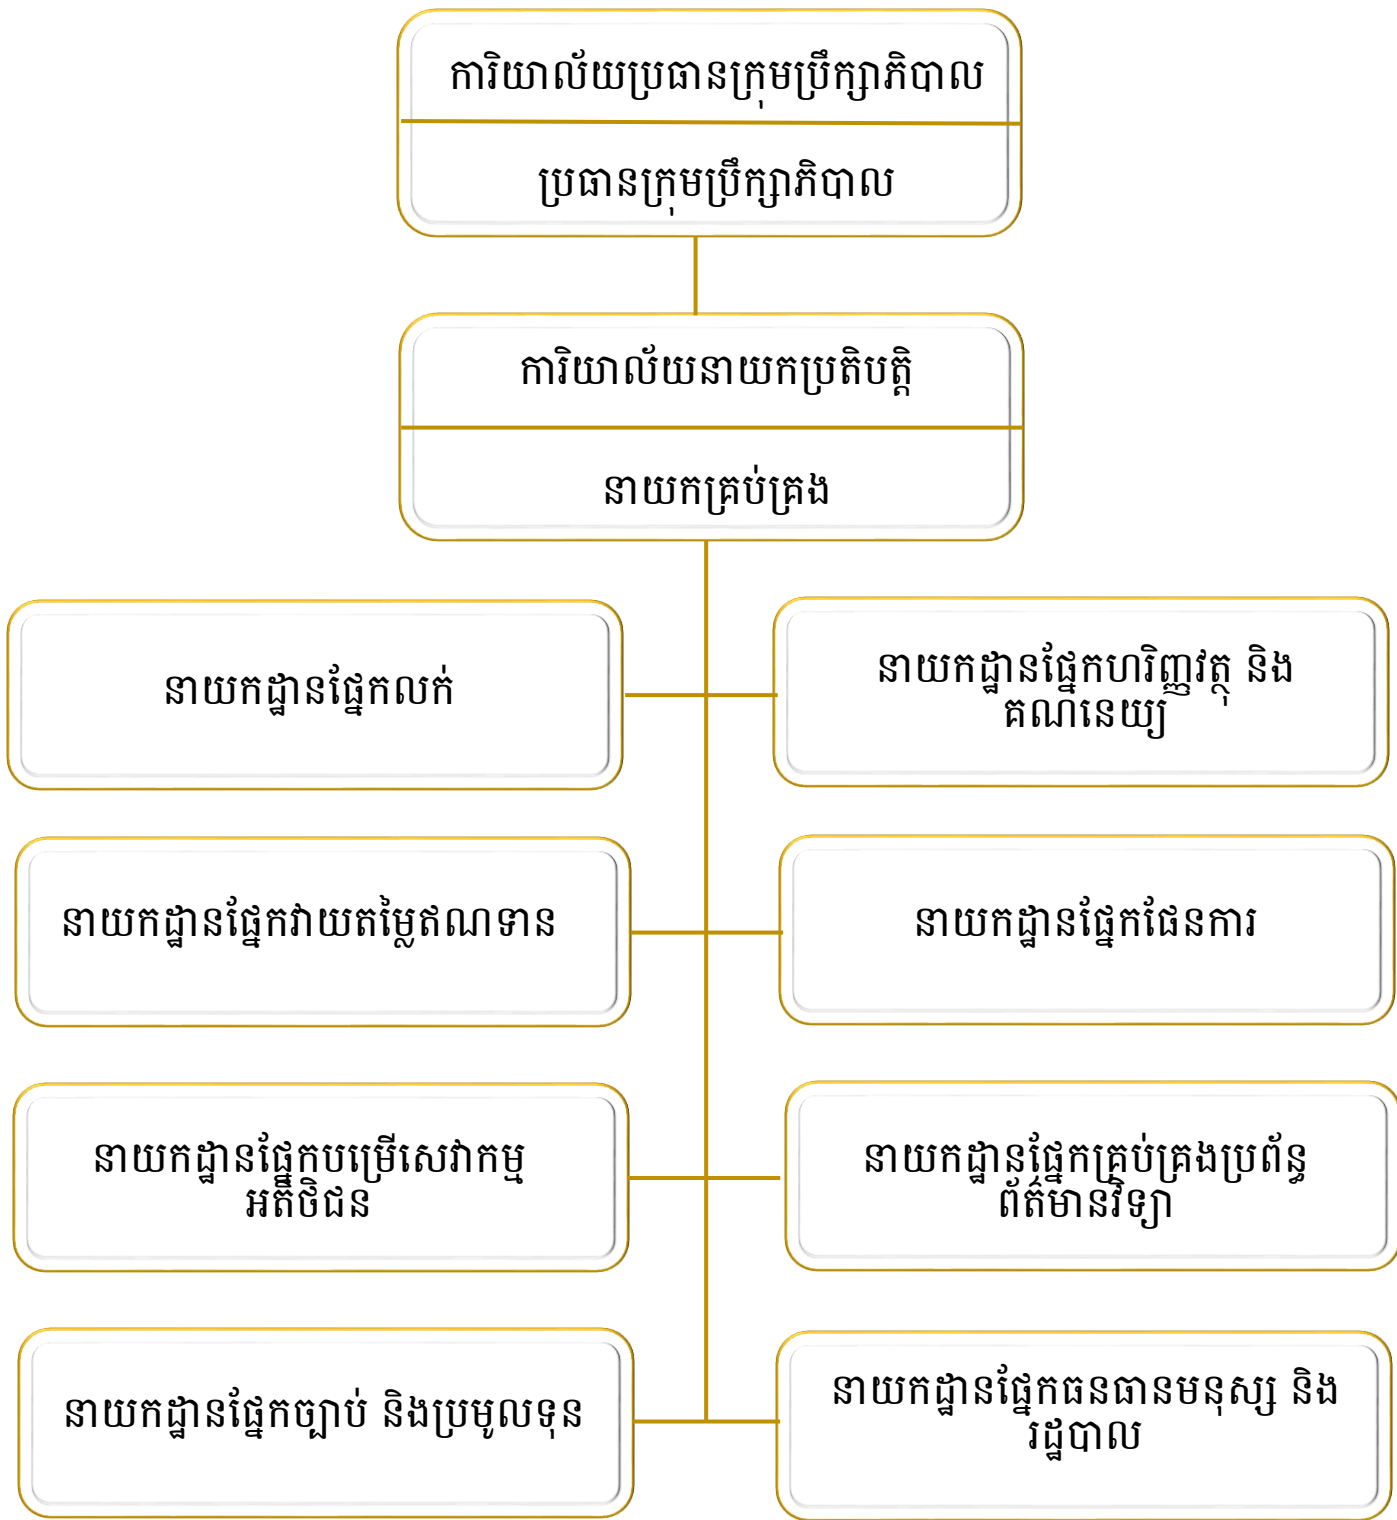 ការិយាល័យប្រធានក្រុមប្រឹក្សាភិបាល
ប្រធានក្រុមប្រឹក្សាភិបាល
ការិយាល័យនាយកប្រតិបត្តិ
នាយកគ្រប់គ្រង
នាយកដ្ឋានផ្នែកលក់
នាយកដ្ឋានផ្នែកហរិញ្ញវត្ថុ និង
គណនេយ្យ
នាយកដ្ឋានផ្នែកវាយតម្លៃឥណទាន
នាយកដ្ឋានផ្នែកផែនការ
នាយកដ្ឋានផ្នែកបម្រើសេវាកម្ម
អតិថិជន
នាយកដ្ឋានផ្នែកគ្រប់គ្រងប្រព័ន្ធ
ព័ត៌មានវិទ្យា
នាយកដ្ឋានផ្នែកច្បាប់ និងប្រមូលទុន
នាយកដ្ឋានផ្នែកធនធានមនុស្ស និង
រដ្ឋបាល